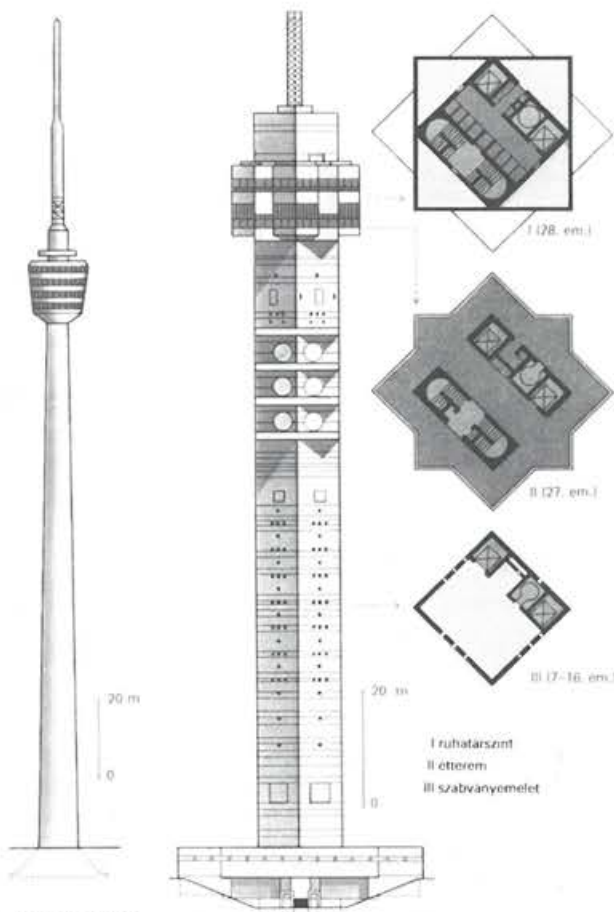 I (28. em.)
II (27. em.)
III (7–16. em.)
20 m
0
20 m
0
I ruhatárszint
II étterem
III szabványemelet